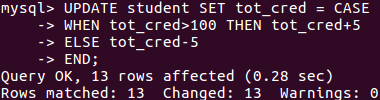 mysql> UPDATE student SET tot_cred = CASE
-> WHEN tot_cred>100 THEN tot_cred+5
-> ELSE tot_cred-5
-> END;
Query OK, 13 rows affected (0.28 sec)
Rows matched: 13  Changed: 13  Warnings: 0